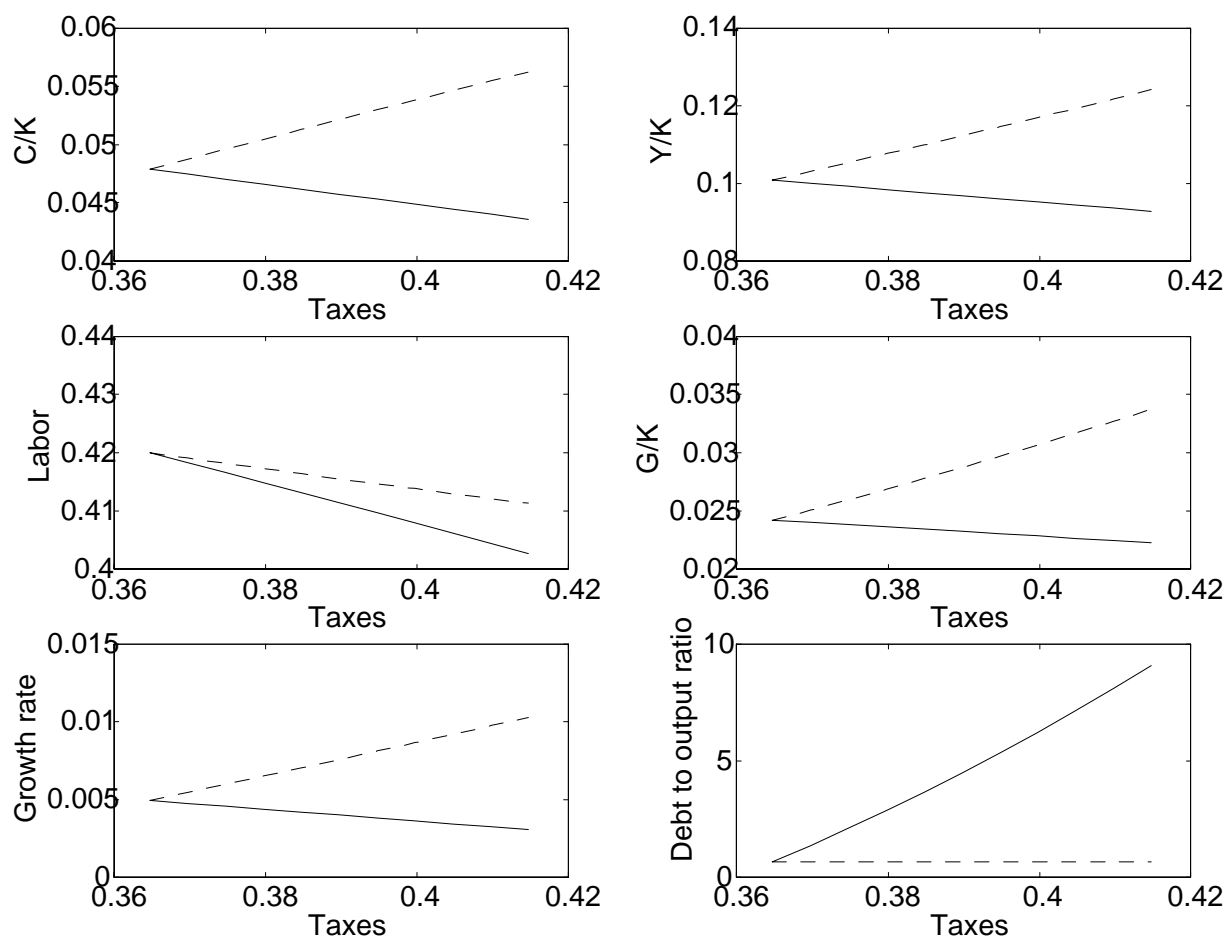 0.06
0.055
0.05
0.045
0.04
C/K
0.36 0.38 0.4 0.42
Taxes
0.14
0.12
0.1
0.08
Y/K
0.36 0.38 0.4 0.42
Taxes
0.44
0.43
0.42
0.41
0.4
Labor
0.36 0.38 0.4 0.42
Taxes
0.04
0.035
0.03
0.025
0.02
G/K
0.36 0.38 0.4 0.42
Taxes
0.015
0.01
0.005
0
Growth rate
0.36 0.38 0.4 0.42
Taxes
10
5
0
Debt to output ratio
0.36 0.38 0.4 0.42
Taxes